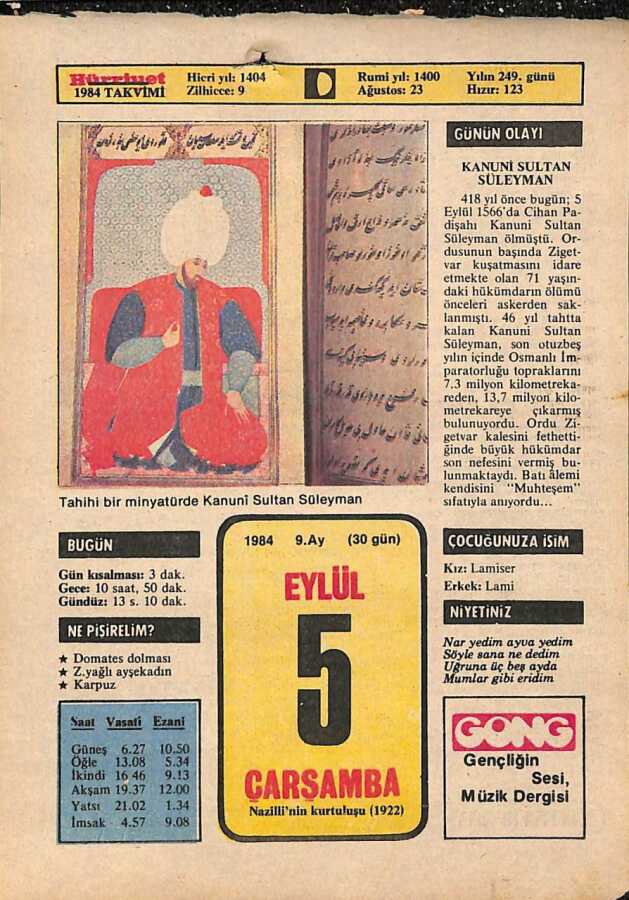 Hürriyet
1984 TAKVİMİ
Hicri yıl: 1404
Zilhicce: 9
Rumi yıl: 1400
Ağustos: 23
Yılın 249. günü
Hızır: 123
GÜNÜN OLAYI
KANUNİ SULTAN
SÜLEYMAN
418 yıl önce bugün; 5
Eylül 1566'da Cihan Pa-
dişahı Kanuni Sultan
Süleyman ölmüştü. Or-
dusunun başında Ziget-
var kuşatmasını idare
etmekte olan 71 yaşın-
daki hükümdarın ölümü
önceleri askerden sak-
lanmıştı. 46 yıl tahtta
kalan Kanuni Sultan
Süleyman, son otuzbeş
yılın içinde Osmanlı İm-
paratorluğu topraklarını
7.3 milyon kilometreka-
reden, 13,7 milyon kilo-
metrekareye çıkarmış
bulunuyordu. Ordu Zi-
getvar kalesini fethetti-
ğinde büyük hükümdar
son nefesini vermiş bu-
lunmaktaydı. Batı âlemi
kendisini "Muhteşem"
sıfatıyla anıyordu...
Tahihi bir minyatürde Kanunî Sultan Süleyman
BUGÜN
Gün kısalması: 3 dak.
Gece: 10 saat, 50 dak.
Gündüz: 13 s. 10 dak.
NE PİŞİRELİM?
★ Domates dolması
★ Z.yağlı ayşekadın
★ Karpuz
Saat Vasati Ezani
Güneş 6.27 10.50
Öğle 13.08 5.34
İkindi 16 46 9.13
Akşam 19.37 12.00
Yatsı 21.02 1.34
İmsak 4.57 9.08
1984 9.Ay (30 gün)
EYLÜL
5
ÇARŞAMBA
Nazilli'nin kurtuluşu (1922)
ÇOCUĞUNUZA İSİM
Kız: Lamiser
Erkek: Lami
NİYETİNİZ
Nar yedim ayva yedim
Söyle sana ne dedim
Uğruna üç beş ayda
Mumlar gibi eridim
GONG
Gençliğin
Sesi,
Müzik Dergisi